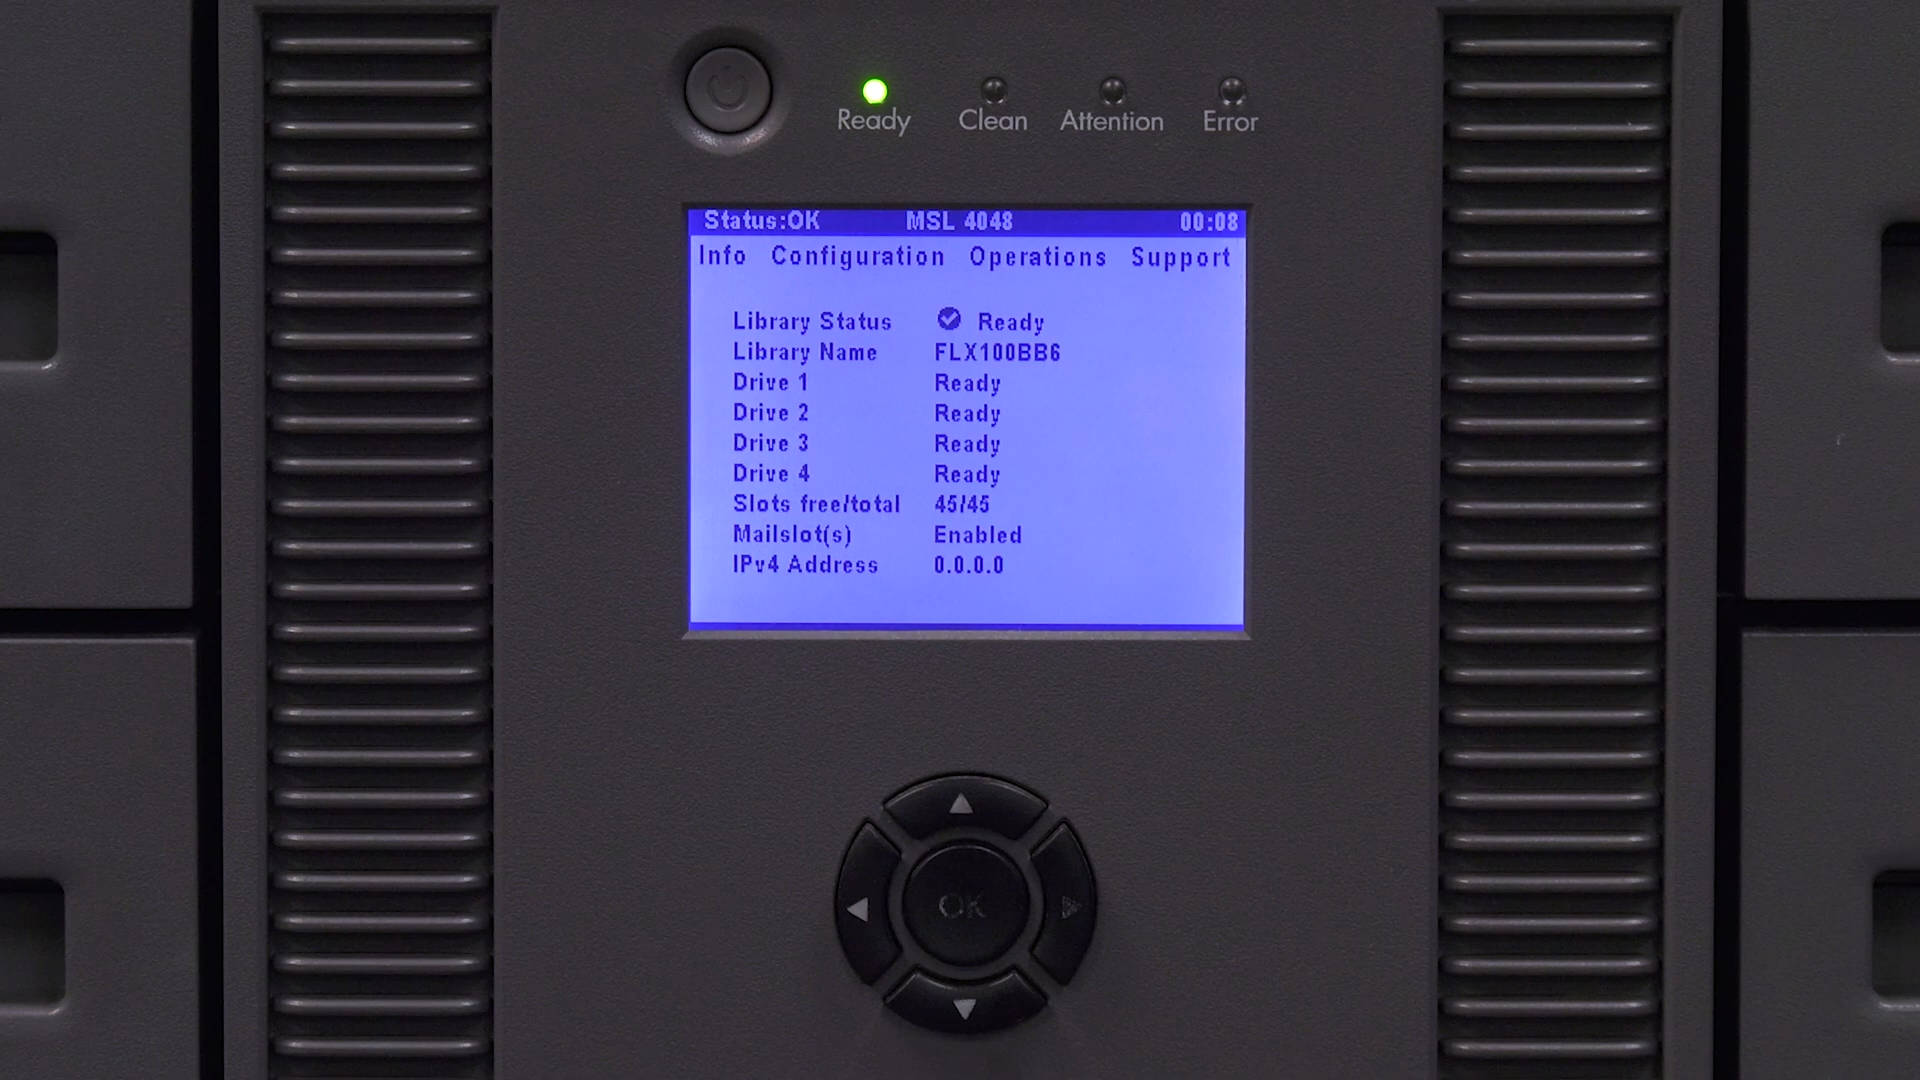 Ready Clean Attention Error
Status:OK MSL 4048 00:08
Info Configuration Operations Support
Library Status Ready
Library Name FLX100BB6
Drive 1 Ready
Drive 2 Ready
Drive 3 Ready
Drive 4 Ready
Slots free/total 45/45
Mailslot(s) Enabled
IPv4 Address 0.0.0.0
OK